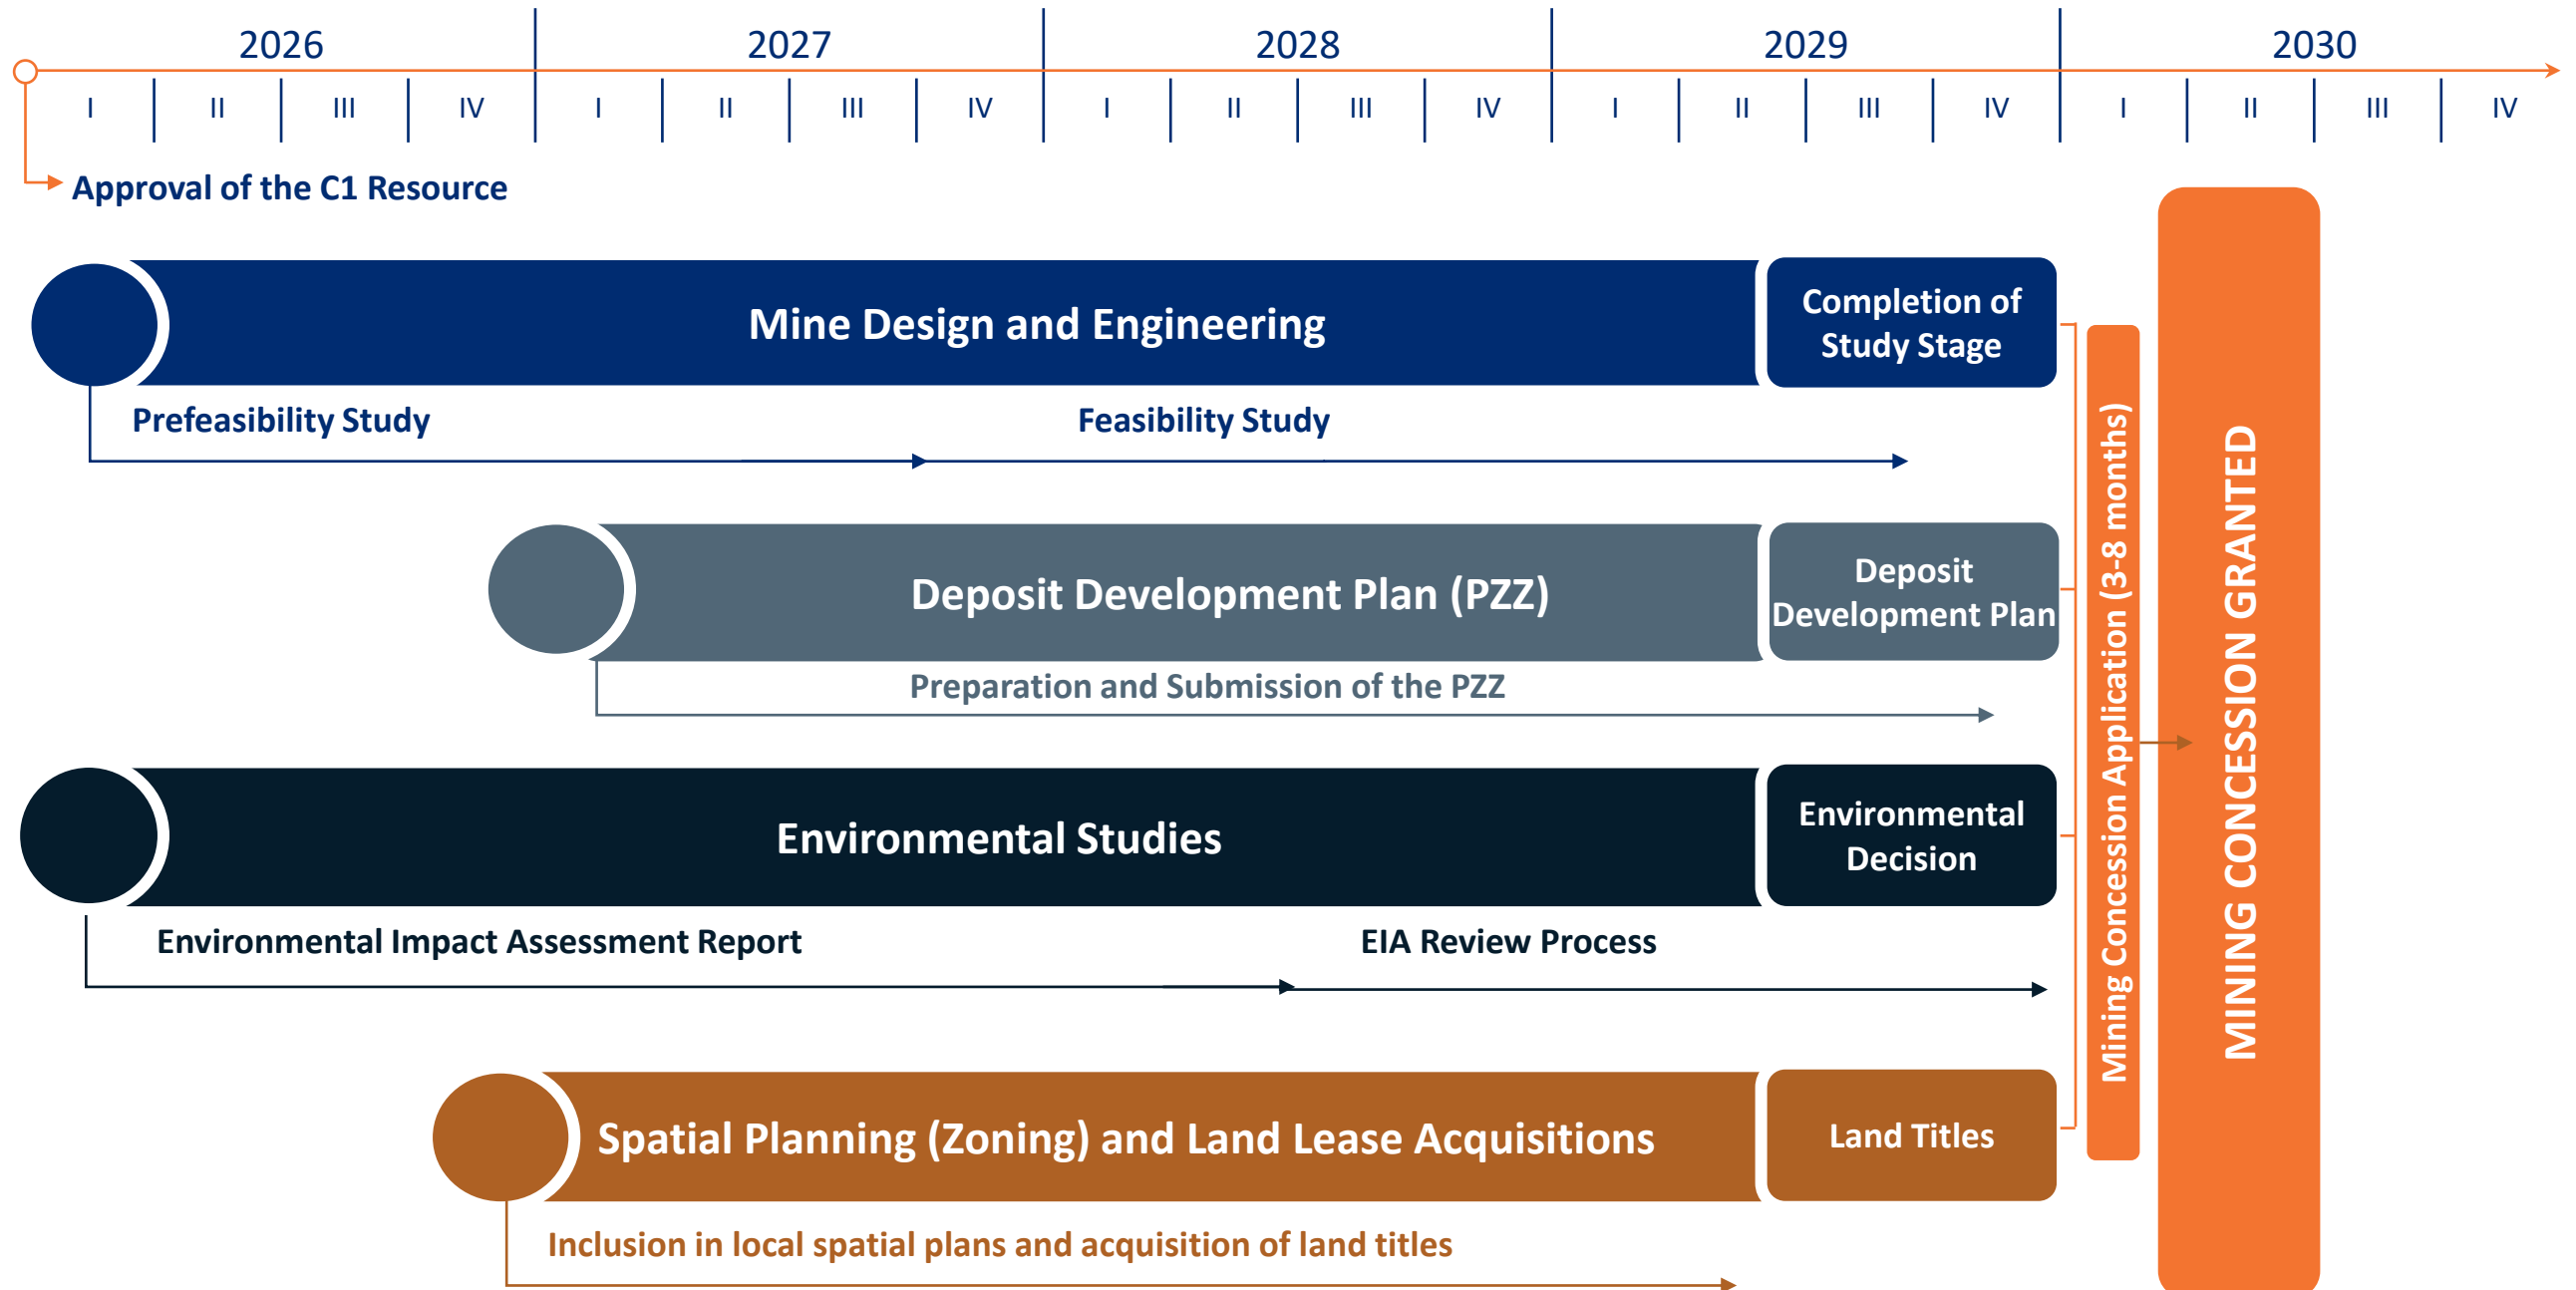 2026 2027 2028 2029 2030
I II III IV I II III IV I II III IV I II III IV I II III IV
Approval of the C1 Resource
Mine Design and Engineering
Completion of
Study Stage
Prefeasibility Study
Feasibility Study
Deposit Development Plan (PZZ)
Deposit
Development Plan
Preparation and Submission of the PZZ
Environmental Studies
Environmental
Decision
Environmental Impact Assessment Report
EIA Review Process
Spatial Planning (Zoning) and Land Lease Acquisitions
Land Titles
Inclusion in local spatial plans and acquisition of land titles
Mining Concession Application (3-8 months)
MINING CONCESSION GRANTED